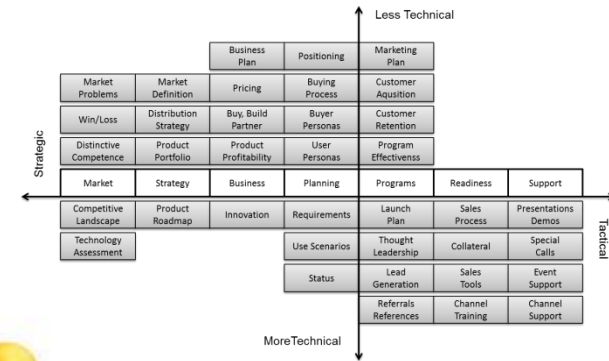 Less Technical
Business Plan
Positioning
Marketing Plan
Market Problems
Market Definition
Pricing
Buying Process
Customer Aqusition
Win/Loss
Distribution Strategy
Buy, Build Partner
Buyer Personas
Customer Retention
Distinctive Competence
Product Portfolio
Product Profitability
User Personas
Program Effectivenss
Strategic
Market
Strategy
Business
Planning
Programs
Readiness
Support
Tactical
Competitive Landscape
Product Roadmap
Innovation
Requirements
Launch Plan
Sales Process
Presentations Demos
Technology Assessment
Use Scenarios
Thought Leadership
Collateral
Special Calls
Status
Lead Generation
Sales Tools
Event Support
Referrals References
Channel Training
Channel Support
MoreTechnical